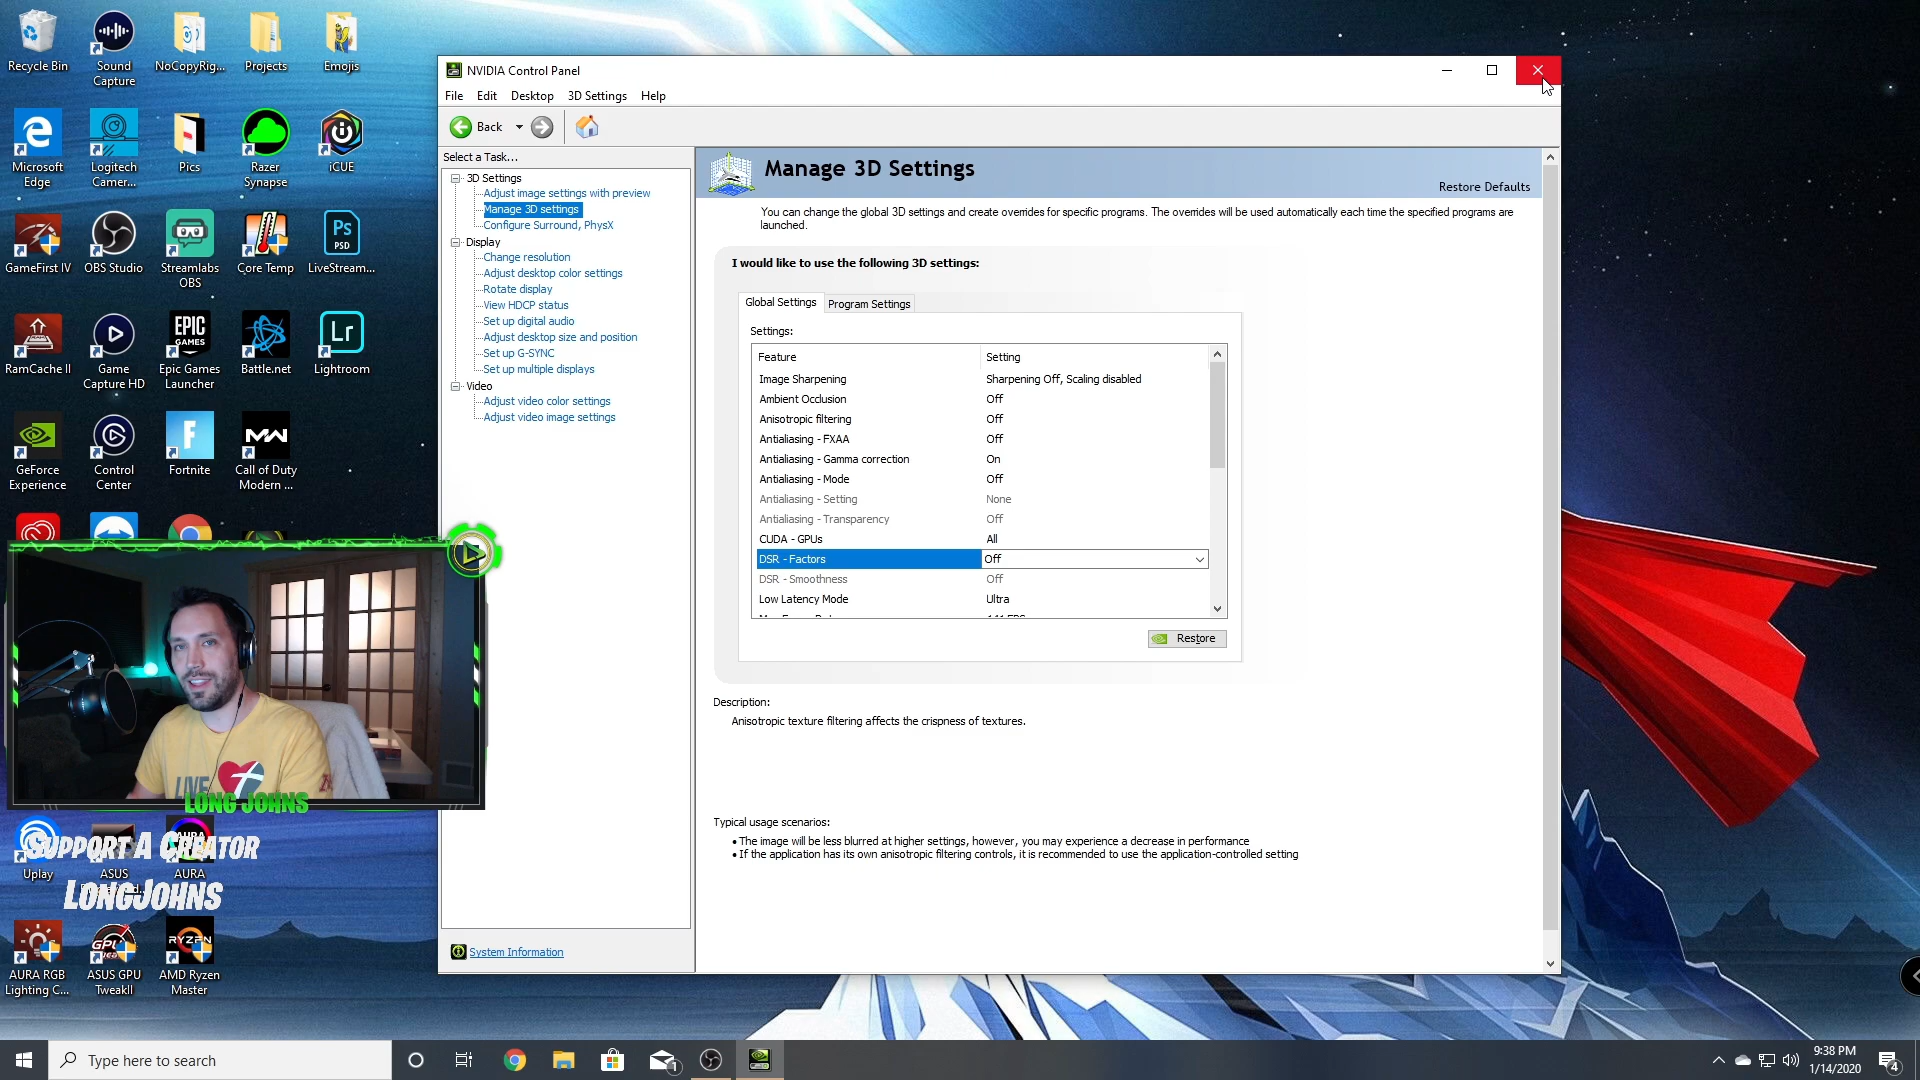 Recycle Bin
Sound Capture
NoCopyRig...
Projects
Emojis
Microsoft Edge
Logitech Camer...
Pics
Razer Synapse
iCUE
GameFirst IV
OBS Studio
Streamlabs OBS
Core Temp
Ps
PSD
LiveStream...
RamCache II
Game Capture HD
EPIC GAMES
Epic Games Launcher
Battle.net
Lr
Lightroom
GeForce Experience
Control Center
Fortnite
MW
Call of Duty Modern ...
LIVE
LONG JOHNS
SUPPORT A CREATOR
LONGJOHNS
Uplay
ASUS
AURA
AURA
AURA RGB Lighting C...
GPU
ASUS GPU TweakII
RYZEN
AMD Ryzen Master
NVIDIA Control Panel
File Edit Desktop 3D Settings Help
Back
Select a Task...
3D Settings
Adjust image settings with preview
Manage 3D settings
Configure Surround, PhysX
Display
Change resolution
Adjust desktop color settings
Rotate display
View HDCP status
Set up digital audio
Adjust desktop size and position
Set up G-SYNC
Set up multiple displays
Video
Adjust video color settings
Adjust video image settings
System Information
Manage 3D Settings
Restore Defaults
You can change the global 3D settings and create overrides for specific programs. The overrides will be used automatically each time the specified programs are
launched.
I would like to use the following 3D settings:
Global Settings Program Settings
Settings:
Feature Setting
Image Sharpening Sharpening Off, Scaling disabled
Ambient Occlusion Off
Anisotropic filtering Off
Antialiasing - FXAA Off
Antialiasing - Gamma correction On
Antialiasing - Mode Off
Antialiasing - Setting None
Antialiasing - Transparency Off
CUDA - GPUs All
DSR - Factors Off
DSR - Smoothness Off
Low Latency Mode Ultra
Restore
Description:
Anisotropic texture filtering affects the crispness of textures.
Typical usage scenarios:
• The image will be less blurred at higher settings, however, you may experience a decrease in performance
• If the application has its own anisotropic filtering controls, it is recommended to use the application-controlled setting
Type here to search
1
9:38 PM
1/14/2020
4